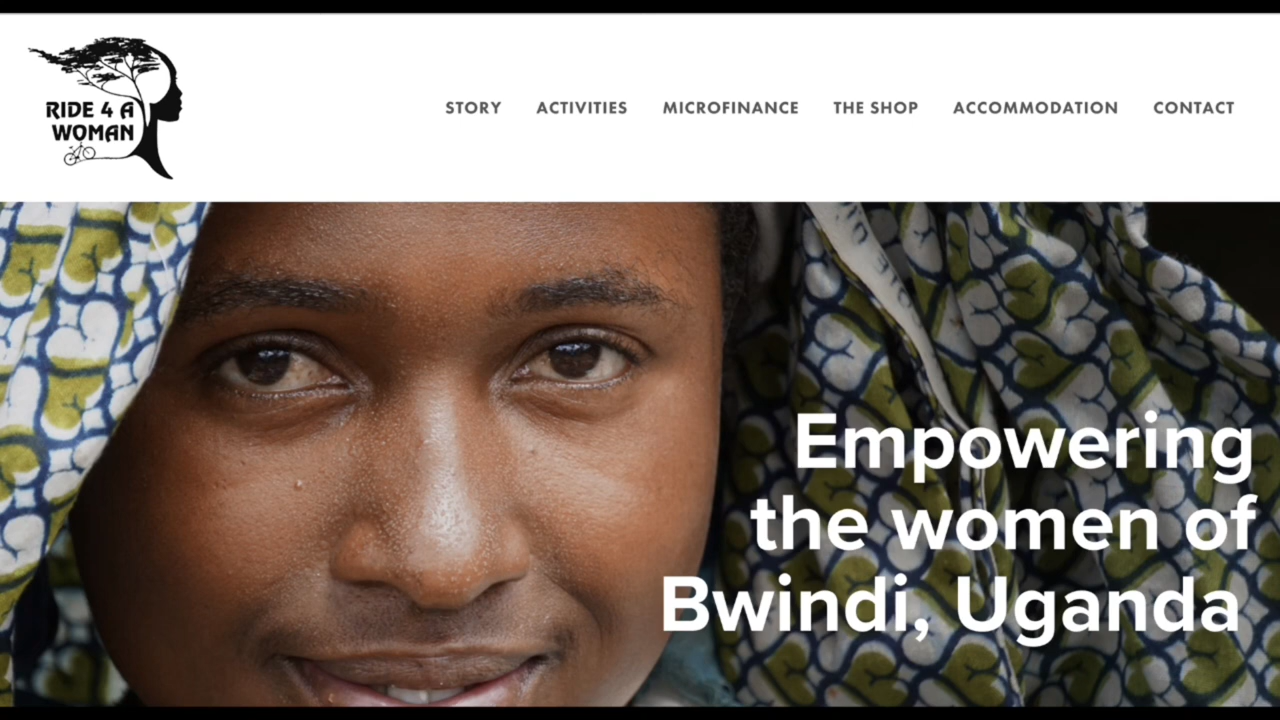 RIDE 4 A
WOMAN
STORY ACTIVITIES MICROFINANCE THE SHOP ACCOMMODATION CONTACT
Empowering
the women of
Bwindi, Uganda